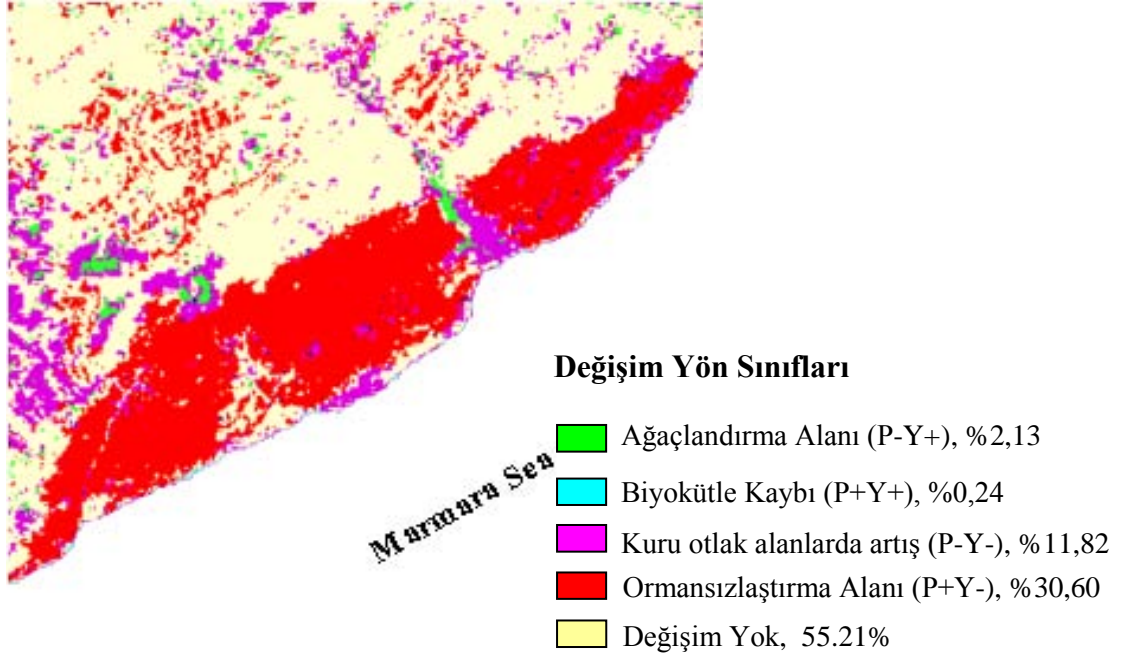 Değişim Yön Sınıfları
Ağaçlandırma Alanı (P-Y+), %2,13
Biyokütle Kaybı (P+Y+), %0,24
Marmara Sea
Kuru otlak alanlarda artış (P-Y-), %11,82
Ormansızlaştırma Alanı (P+Y-), %30,60
Değişim Yok, 55.21%